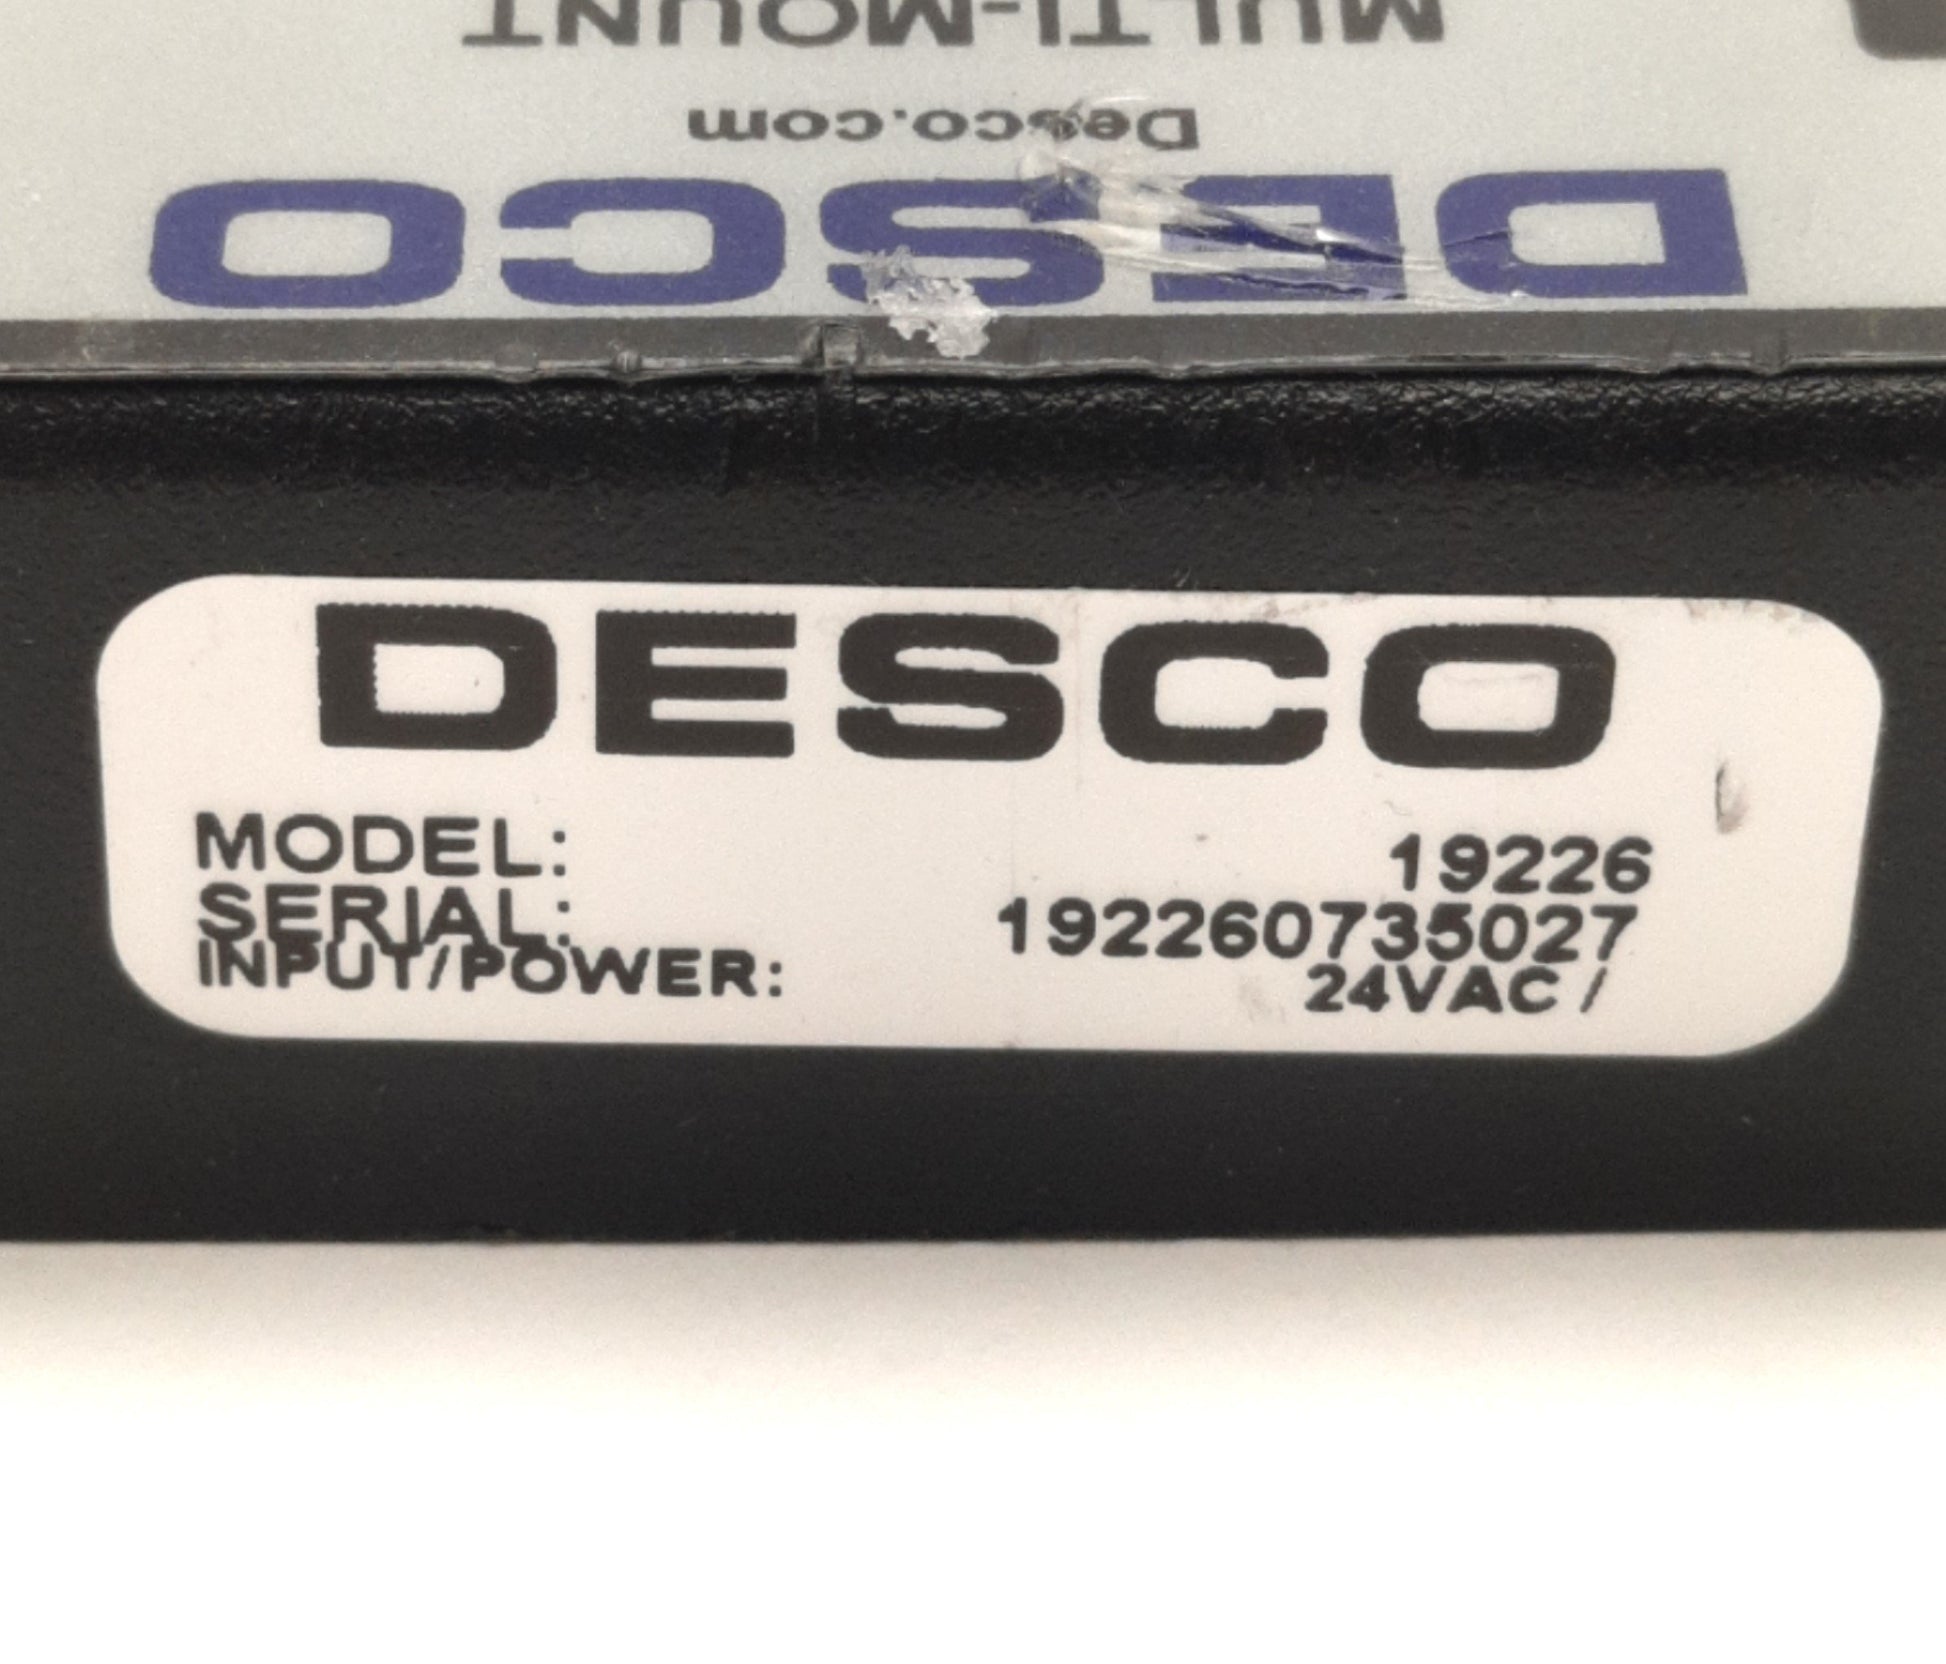 MULTI-MOUNT
Desco.com
DESCO
DESCO
MODEL: 19226
SERIAL: 192260735027
INPUT/POWER: 24VAC /